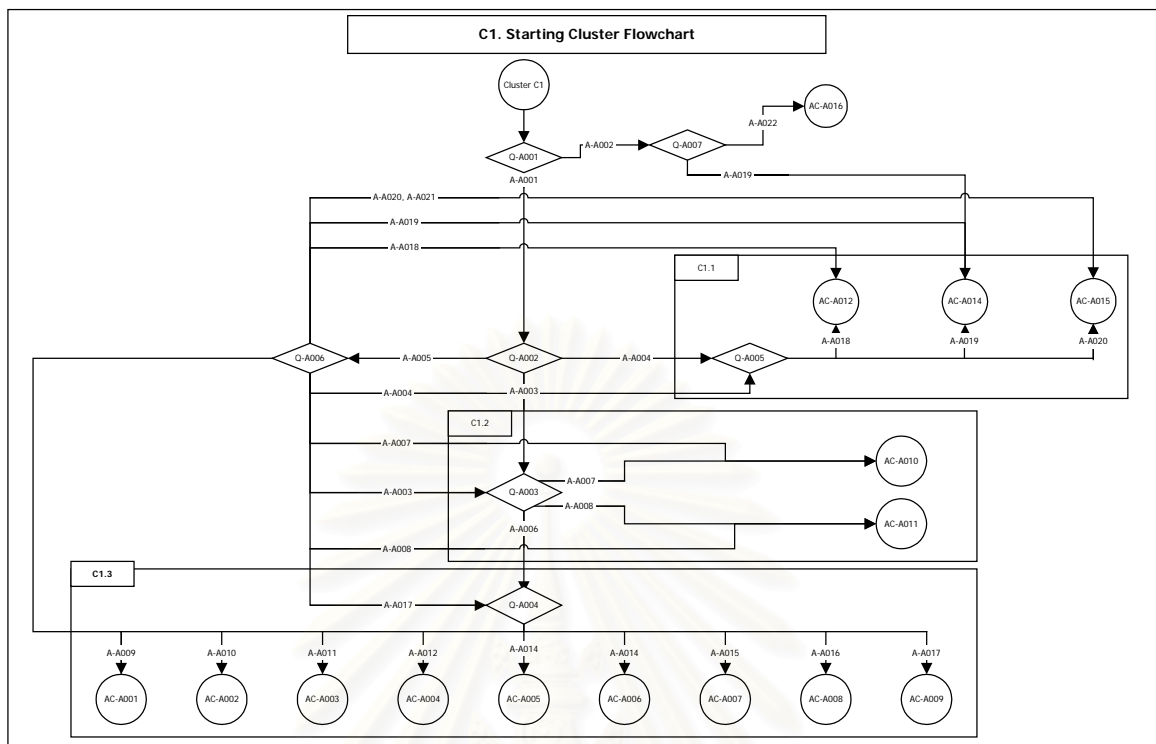 C1. Starting Cluster Flowchart
Cluster C1
AC-A016
A-A022
A-A002
Q-A007
Q-A001
A-A001
A-A019
A-A020, A-A021
A-A019
A-A018
C1.1
AC-A012
AC-A014
AC-A015
A-A018
A-A019
A-A020
Q-A006
A-A005
Q-A002
A-A004
Q-A005
A-A004
A-A003
C1.2
A-A007
AC-A010
A-A007
A-A003
Q-A003
A-A008
AC-A011
A-A006
A-A008
C1.3
A-A017
Q-A004
A-A009
A-A010
A-A011
A-A012
A-A014
A-A014
A-A015
A-A016
A-A017
AC-A001
AC-A002
AC-A003
AC-A004
AC-A005
AC-A006
AC-A007
AC-A008
AC-A009